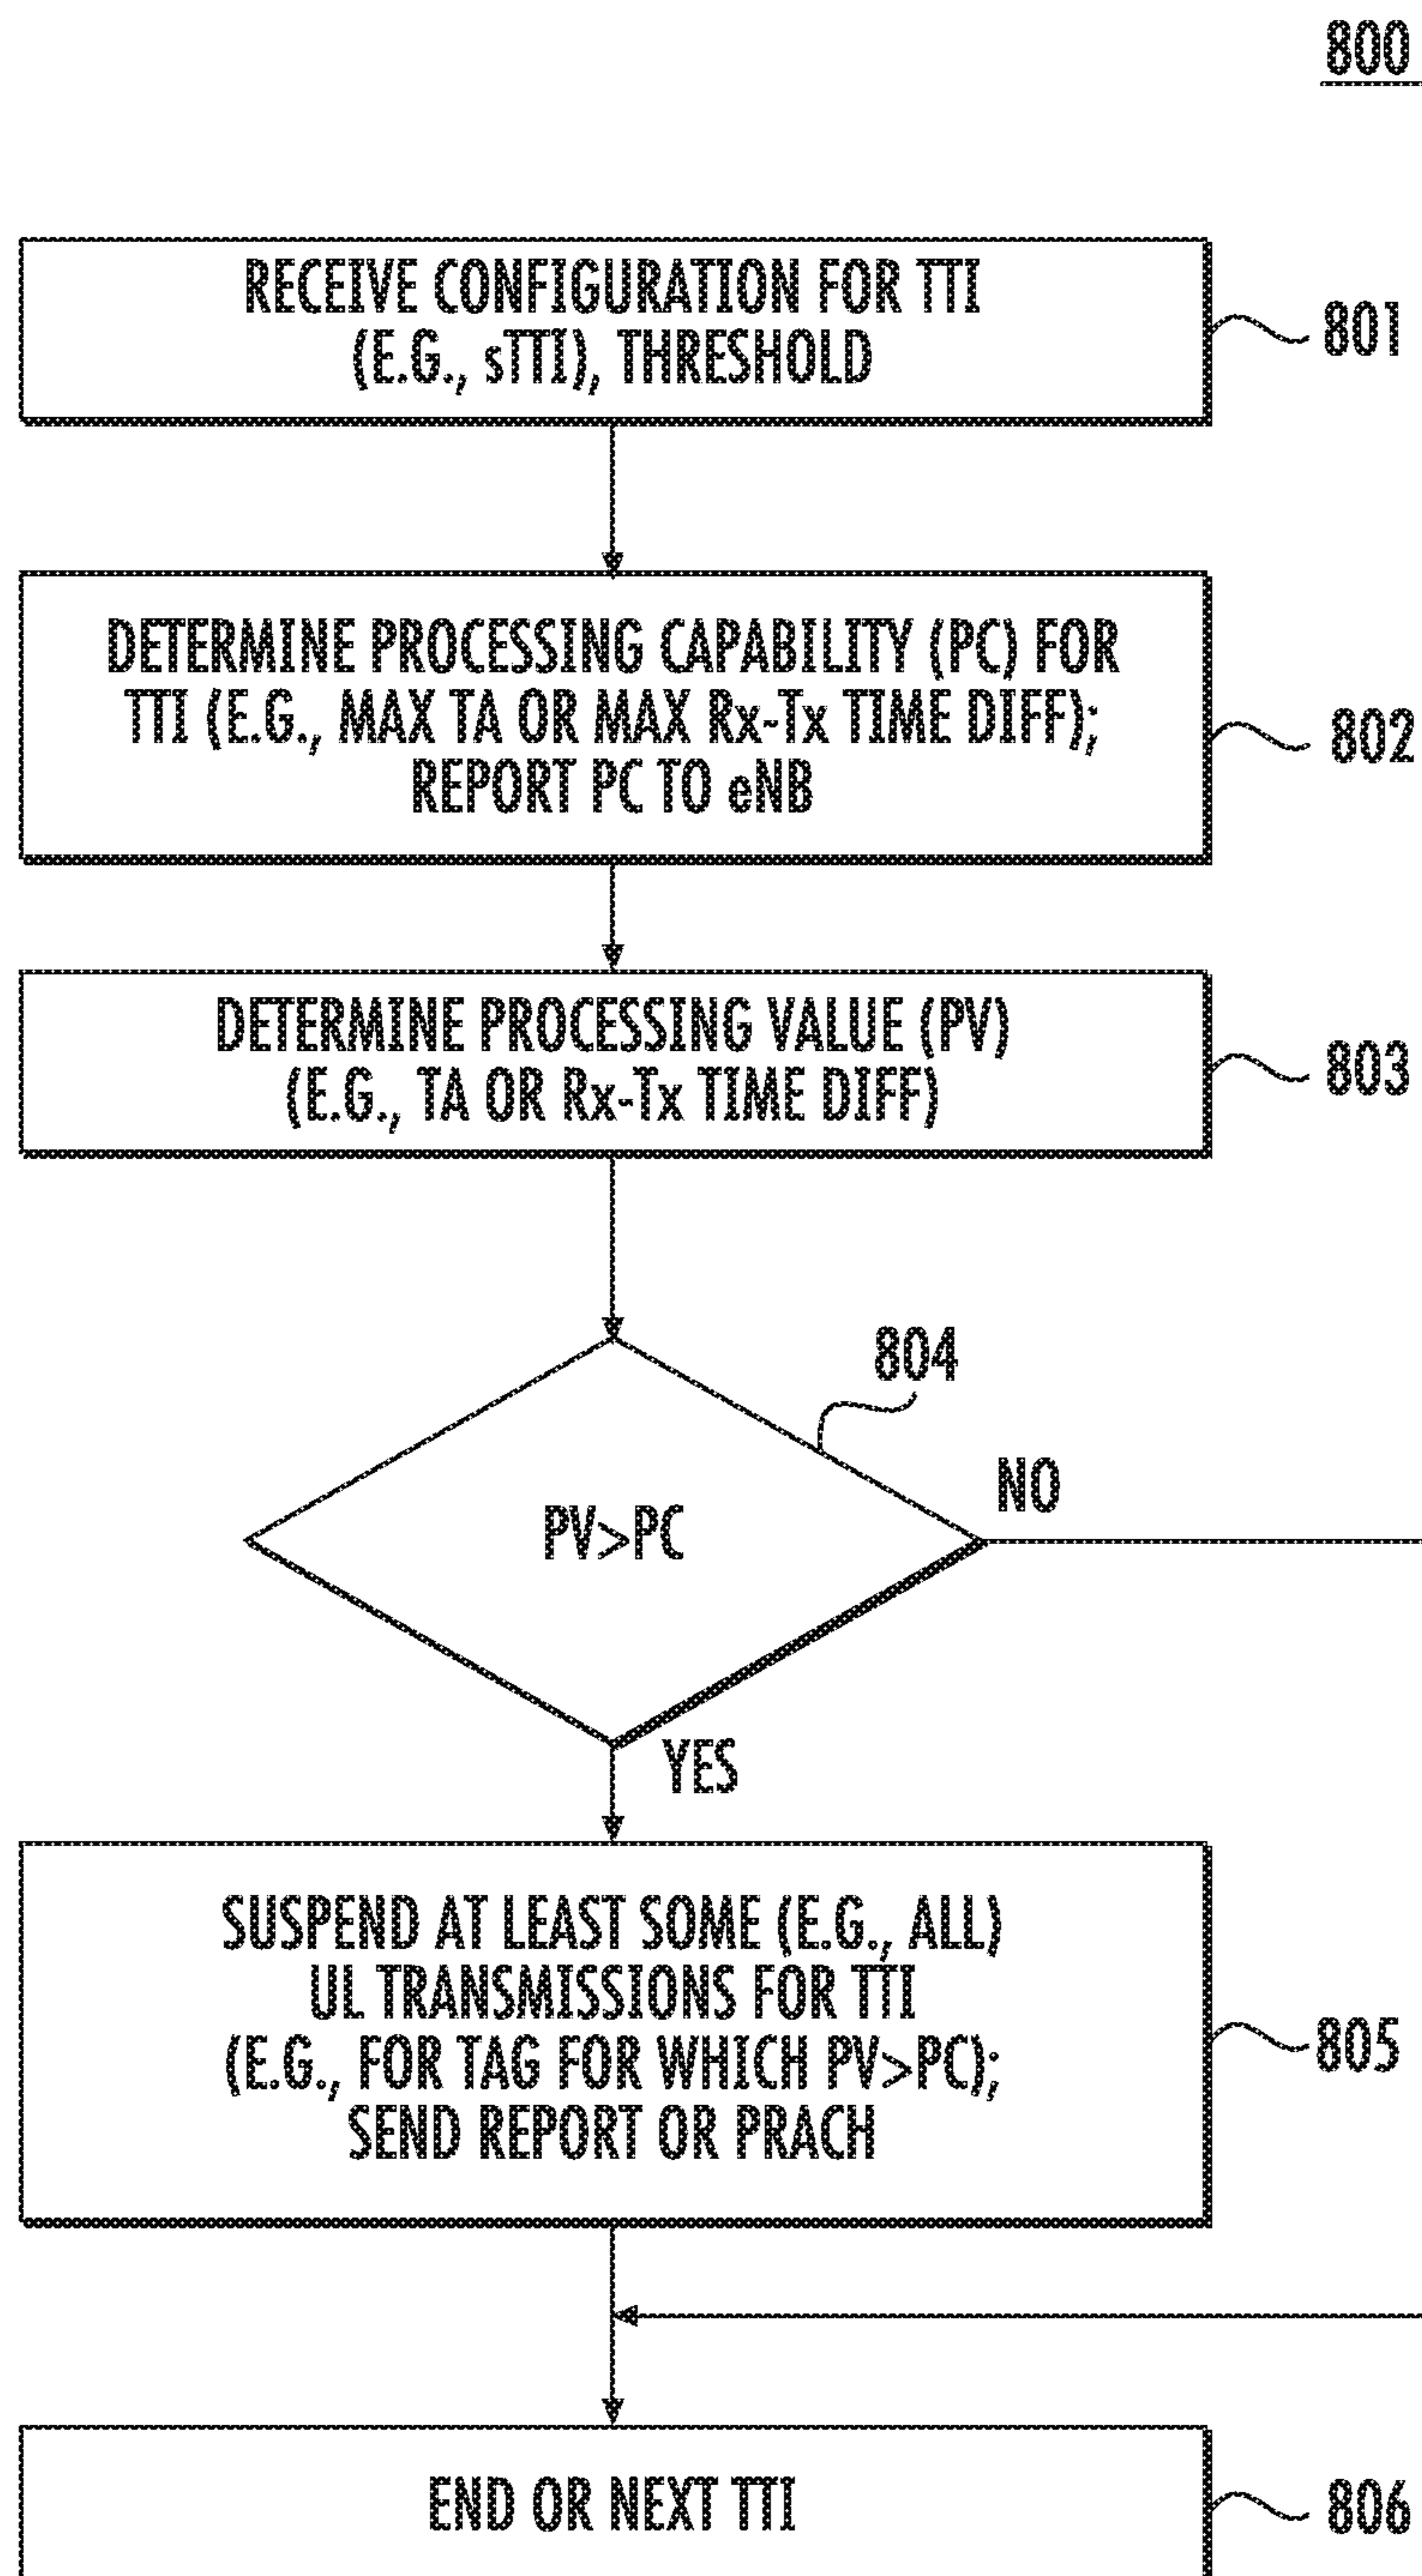 800
RECEIVE CONFIGURATION FOR TTI
(E.G., sTTI), THRESHOLD
801
DETERMINE PROCESSING CAPABILITY (PC) FOR
TTI (E.G., MAX TA OR MAX Rx-Tx TIME DIFF);
REPORT PC TO eNB
802
DETERMINE PROCESSING VALUE (PV)
(E.G., TA OR Rx-Tx TIME DIFF)
803
804
PV>PC
NO
YES
SUSPEND AT LEAST SOME (E.G., ALL)
UL TRANSMISSIONS FOR TTI
(E.G., FOR TAG FOR WHICH PV>PC);
SEND REPORT OR PRACH
805
END OR NEXT TTI
806